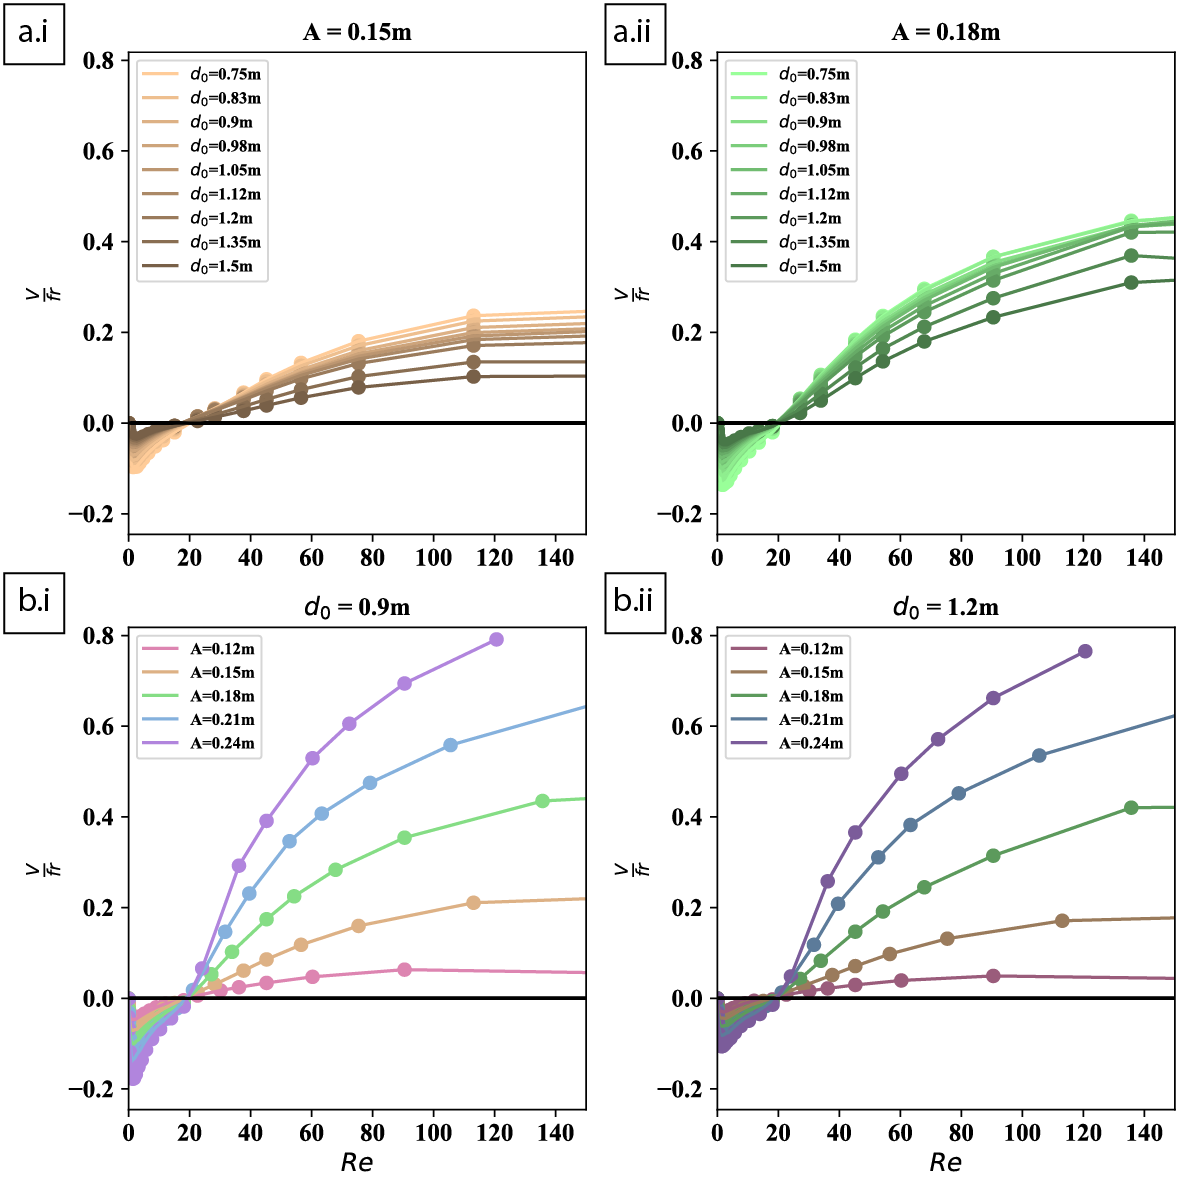 a.i
A = 0.15m
0.8
0.6
0.4
0.2
0.0
−0.2
v/fr
d0=0.75m
d0=0.83m
d0=0.9m
d0=0.98m
d0=1.05m
d0=1.12m
d0=1.2m
d0=1.35m
d0=1.5m
0 20 40 60 80 100 120 140
a.ii
A = 0.18m
0.8
0.6
0.4
0.2
0.0
−0.2
v/fr
d0=0.75m
d0=0.83m
d0=0.9m
d0=0.98m
d0=1.05m
d0=1.12m
d0=1.2m
d0=1.35m
d0=1.5m
0 20 40 60 80 100 120 140
b.i
d0 = 0.9m
0.8
0.6
0.4
0.2
0.0
−0.2
v/fr
A=0.12m
A=0.15m
A=0.18m
A=0.21m
A=0.24m
0 20 40 60 80 100 120 140
Re
b.ii
d0 = 1.2m
0.8
0.6
0.4
0.2
0.0
−0.2
v/fr
A=0.12m
A=0.15m
A=0.18m
A=0.21m
A=0.24m
0 20 40 60 80 100 120 140
Re